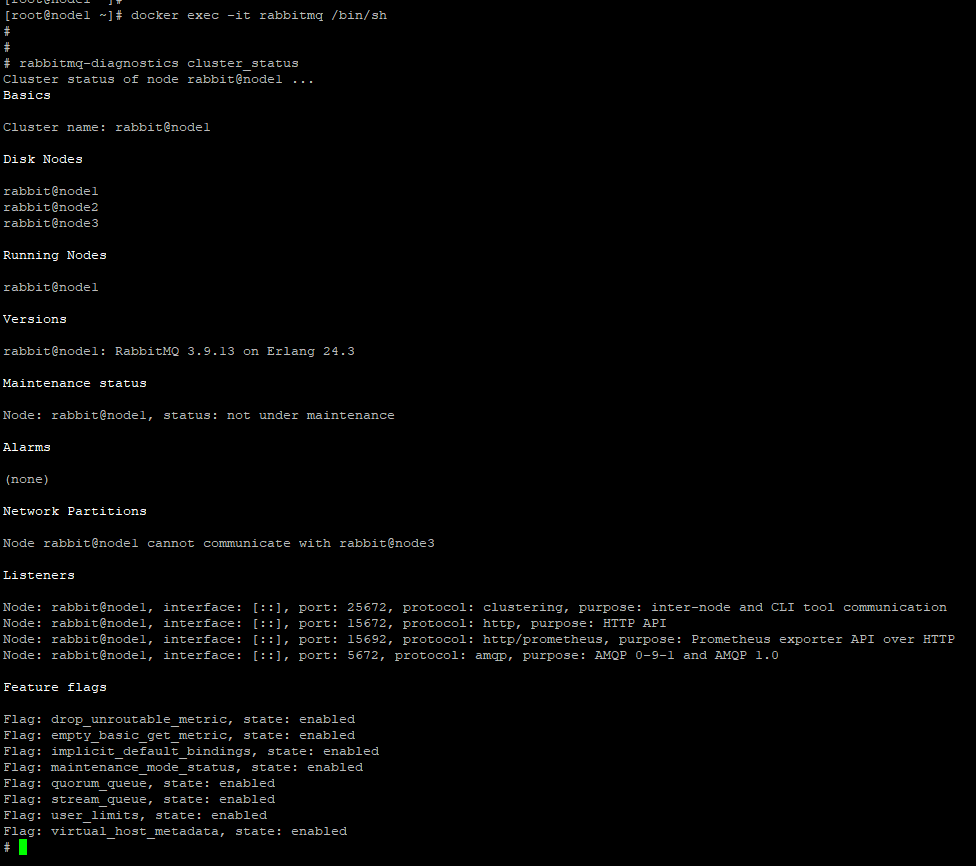 [root@node1 ~]#
[root@node1 ~]# docker exec -it rabbitmq /bin/sh
#
#
# rabbitmq-diagnostics cluster_status
Cluster status of node rabbit@node1 ...
Basics
Cluster name: rabbit@node1
Disk Nodes
rabbit@node1
rabbit@node2
rabbit@node3
Running Nodes
rabbit@node1
Versions
rabbit@node1: RabbitMQ 3.9.13 on Erlang 24.3
Maintenance status
Node: rabbit@node1, status: not under maintenance
Alarms
(none)
Network Partitions
Node rabbit@node1 cannot communicate with rabbit@node3
Listeners
Node: rabbit@node1, interface: [::], port: 25672, protocol: clustering, purpose: inter-node and CLI tool communication
Node: rabbit@node1, interface: [::], port: 15672, protocol: http, purpose: HTTP API
Node: rabbit@node1, interface: [::], port: 15692, protocol: http/prometheus, purpose: Prometheus exporter API over HTTP
Node: rabbit@node1, interface: [::], port: 5672, protocol: amqp, purpose: AMQP 0-9-1 and AMQP 1.0
Feature flags
Flag: drop_unroutable_metric, state: enabled
Flag: empty_basic_get_metric, state: enabled
Flag: implicit_default_bindings, state: enabled
Flag: maintenance_mode_status, state: enabled
Flag: quorum_queue, state: enabled
Flag: stream_queue, state: enabled
Flag: user_limits, state: enabled
Flag: virtual_host_metadata, state: enabled
#